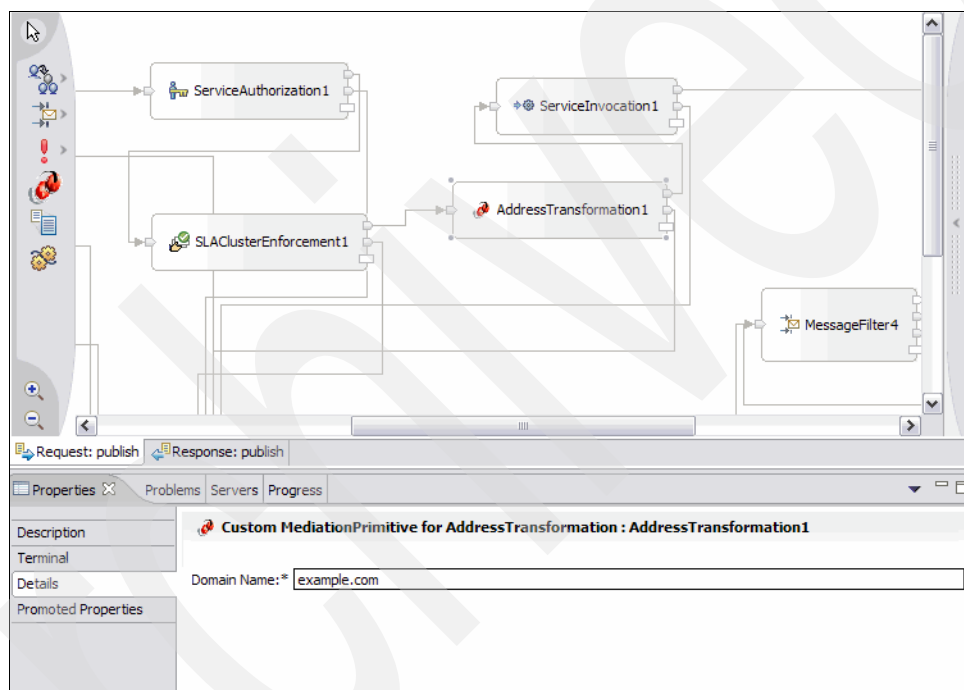 ServiceAuthorization1
ServiceInvocation1
AddressTransformation1
SLAClusterEnforcement1
MessageFilter4
Request: publish
Response: publish
Properties
Problems
Servers
Progress
Description
Terminal
Details
Promoted Properties
Custom MediationPrimitive for AddressTransformation : AddressTransformation1
Domain Name:* example.com